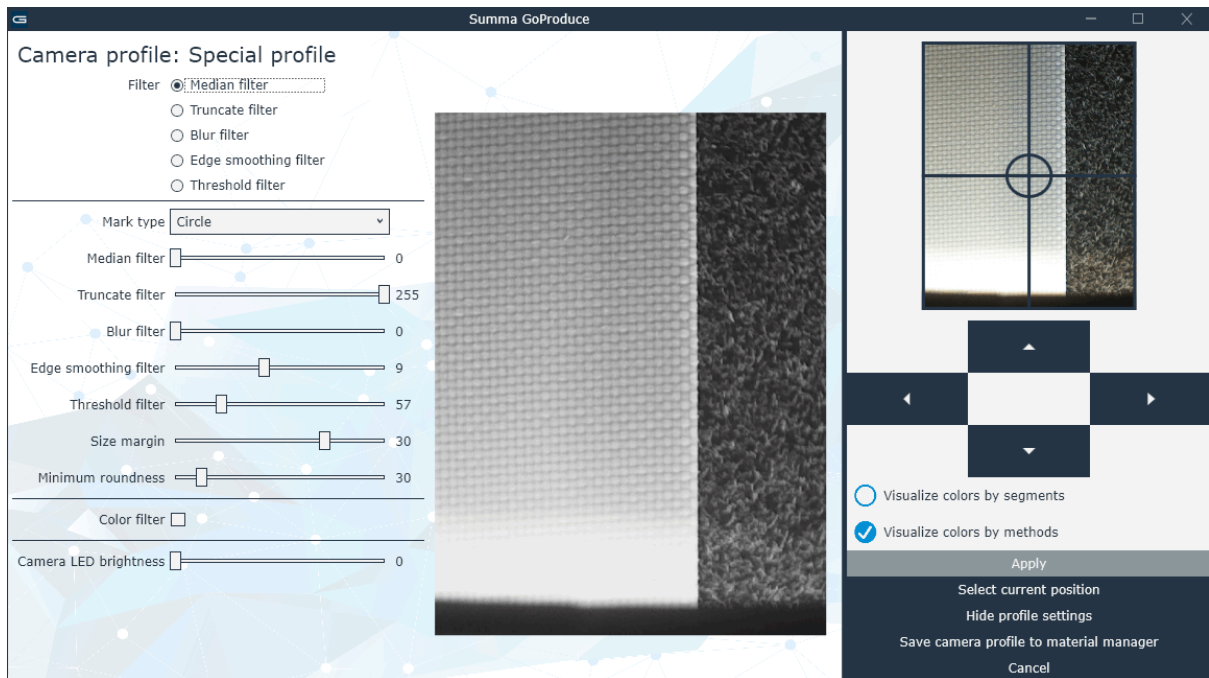 Summa GoProduce
Camera profile: Special profile
Filter Median filter
Truncate filter
Blur filter
Edge smoothing filter
Threshold filter
Mark type Circle
Median filter 0
Truncate filter 255
Blur filter 0
Edge smoothing filter 9
Threshold filter 57
Size margin 30
Minimum roundness 30
Color filter
Camera LED brightness 0
Visualize colors by segments
Visualize colors by methods
Apply
Select current position
Hide profile settings
Save camera profile to material manager
Cancel